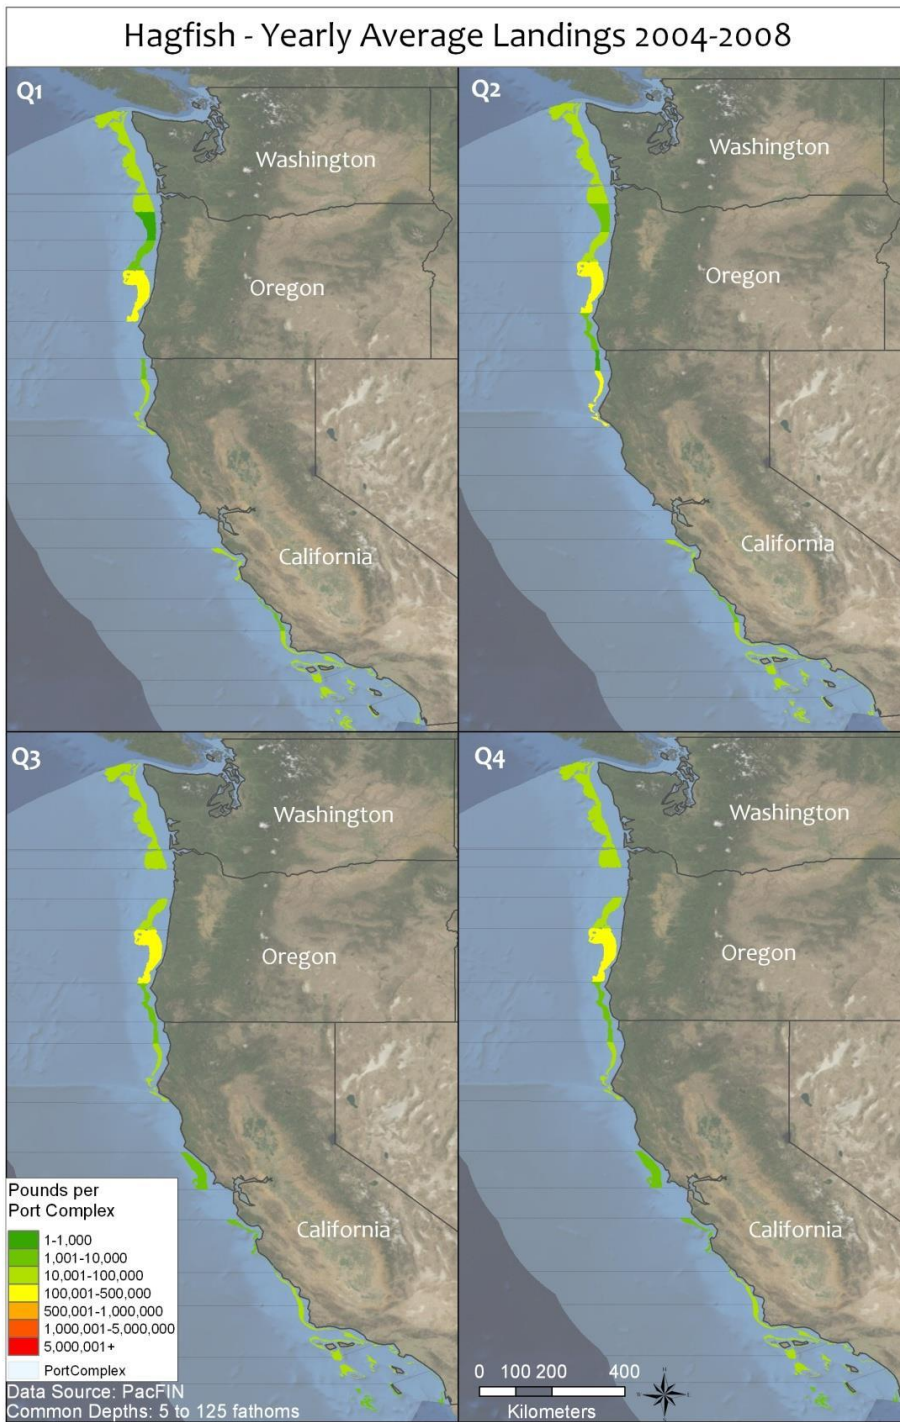 Hagfish - Yearly Average Landings 2004-2008
Q1
Washington
Oregon
California
Q2
Washington
Oregon
California
Q3
Washington
Oregon
California
Pounds per
Port Complex
1-1,000
1,001-10,000
10,001-100,000
100,001-500,000
500,001-1,000,000
1,000,001-5,000,000
5,000,001+
PortComplex
Data Source: PacFIN
Common Depths: 5 to 125 fathoms
Q4
Washington
Oregon
California
0 100 200 400
Kilometers